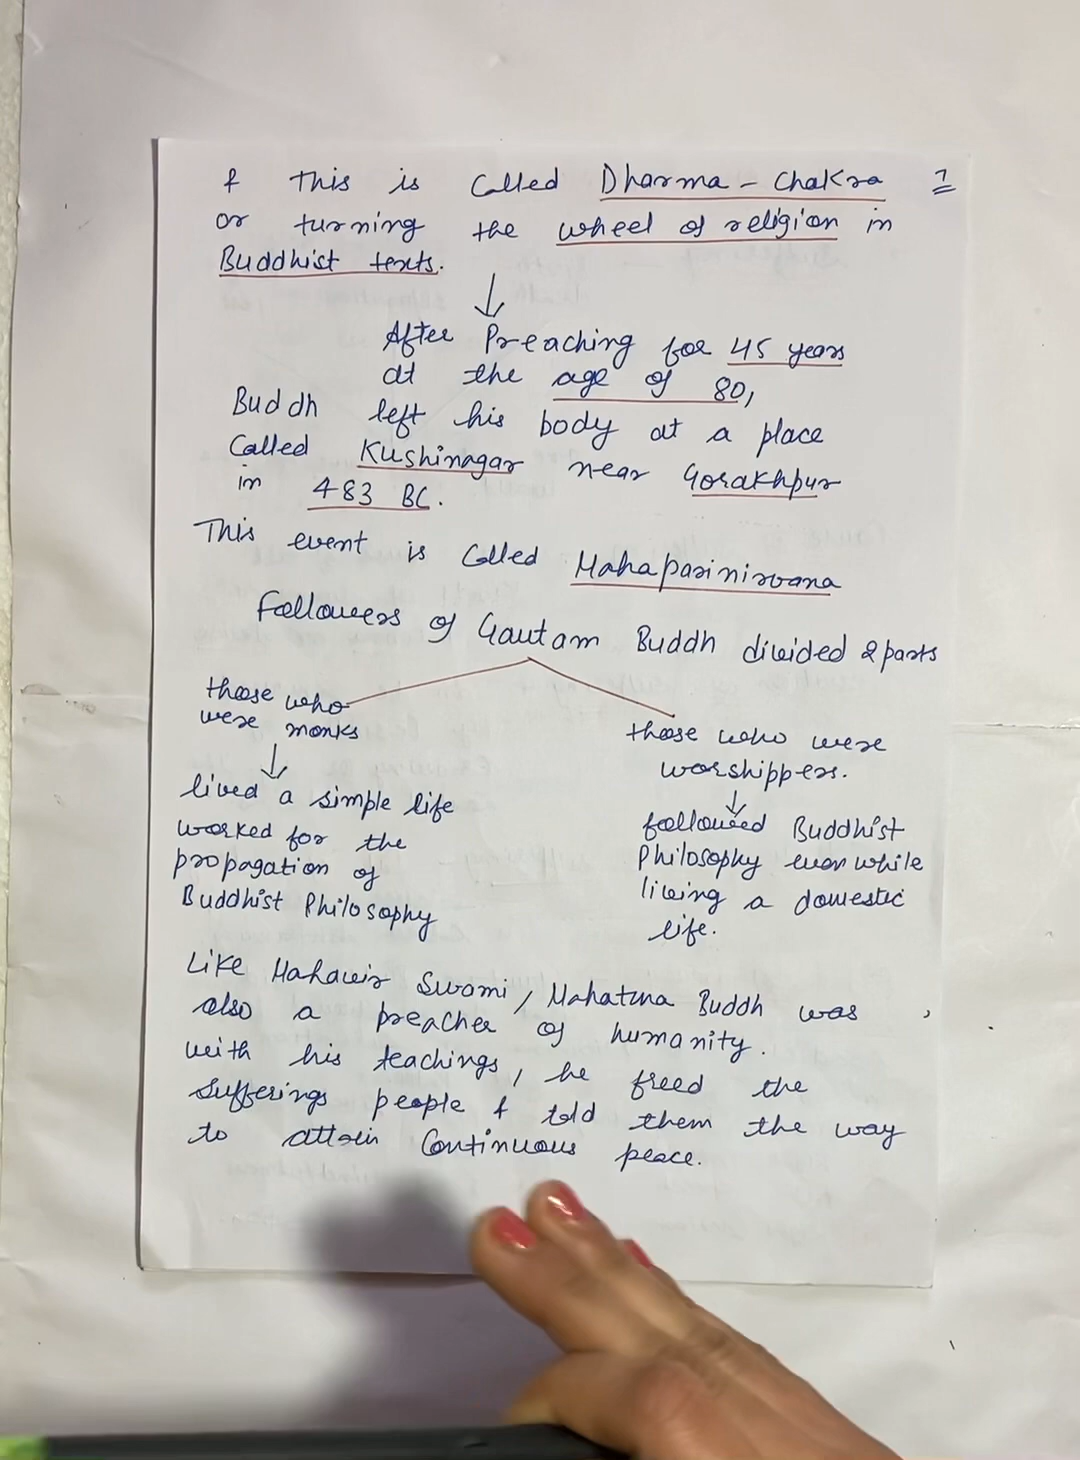 & This is Called Dharma - Chakra 7
or turning the wheel of religion in
Buddhist texts.
↓
After Preaching for 45 years
at the age of 80,
Buddh left his body at a place
Called Kushinagar near Gorakhpur
in 483 BC.
This event is Called Mahaparinirvana
Followers of Gautam Buddh divided 2 parts
those who
were monks
↓
lived a simple life
worked for the
propagation of
Buddhist Philosophy
those who were
worshippers.
↓
followed Buddhist
Philosophy even while
living a domestic
life.
Like Mahavir Swami, Mahatma Buddh was
also a preacher of humanity.
with his teachings, he freed the
sufferings people & told them the way
to attain Continuous peace.